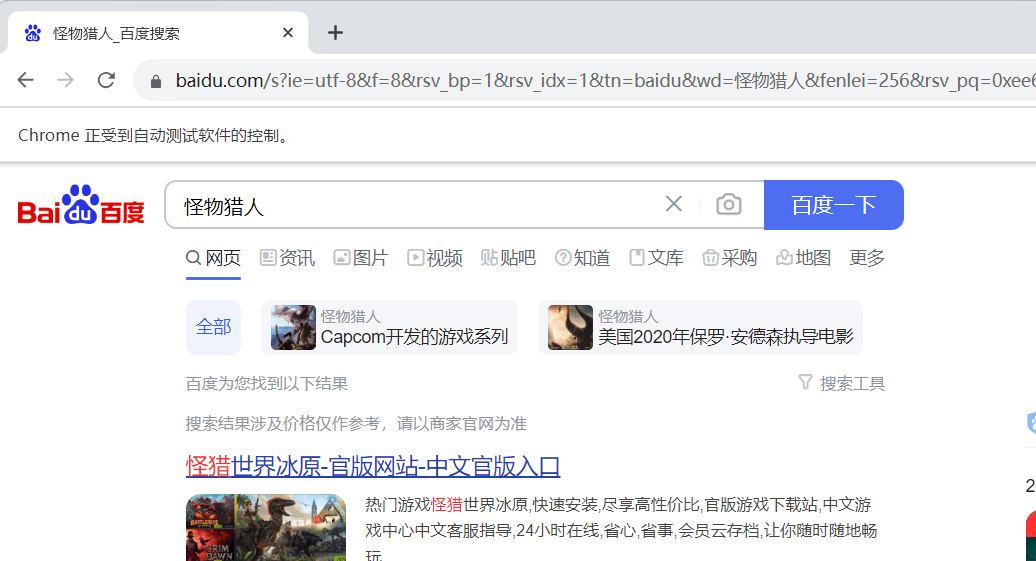 怪物猎人_百度搜索
baidu.com/s?ie=utf-8&f=8&rsv_bp=1&rsv_idx=1&tn=baidu&wd=怪物猎人&fenlei=256&rsv_pq=0xee6
Chrome 正受到自动测试软件的控制。
Bai du 百度 怪物猎人 百度一下
网页 资讯 图片 视频 贴吧 知道 文库 采购 地图 更多
全部 怪物猎人 怪物猎人
Capcom开发的游戏系列 美国2020年保罗·安德森执导电影
百度为您找到以下结果 搜索工具
搜索结果涉及价格仅作参考，请以商家官网为准
怪猎世界冰原-官版网站-中文官版入口
2
热门游戏怪猎世界冰原,快速安装,尽享高性价比,官版游戏下载站,中文游
戏中心中文客服指导,24小时在线,省心,省事,会员云存档,让你随时随地畅
玩
GRIM DAWN